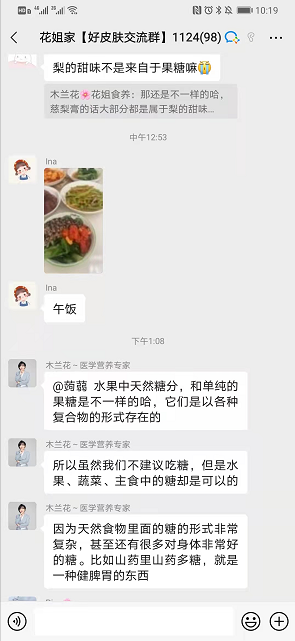 10:19
花姐家【好皮肤交流群】1124(98)
梨的甜味不是来自于果糖嘛😭
木兰花🌸花姐食养：那还是不一样的哈，
慈梨膏的话大部分都是属于梨的甜味...
中午12:53
Ina
Ina
午饭
下午1:08
木兰花～医学营养专家
@蒟蒻 水果中天然糖分，和单纯的
果糖是不一样的哈，它们是以各种
复合物的形式存在的
木兰花～医学营养专家
所以虽然我们不建议吃糖，但是水
果、蔬菜、主食中的糖却是可以的
木兰花～医学营养专家
因为天然食物里面的糖的形式非常
复杂，甚至还有很多对身体非常好
的糖。比如山药里山药多糖，就是
一种健脾胃的东西